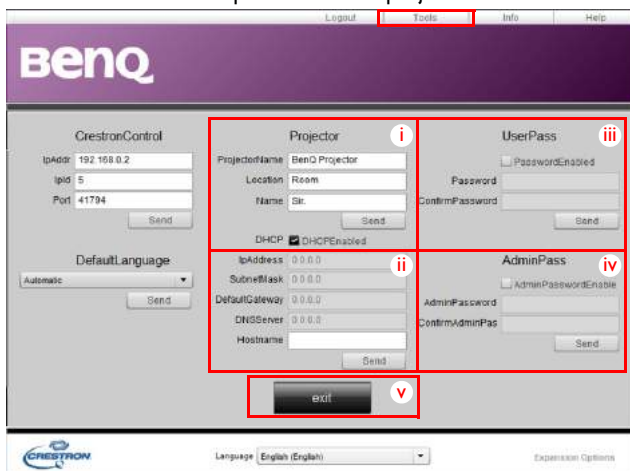 Logout Tools Info Help
BenQ
CrestronControl
IpAddr 192.168.0.2
IpId 5
Port 41794
Send
DefaultLanguage
Automatic
Send
Projector i
ProjectorName BenQ Projector
Location Room
Name Sir.
Send
DHCP DHCPEnabled
ii
IpAddress 0.0.0.0
SubnetMask 0.0.0.0
DefaultGateway 0.0.0.0
DNSServer 0.0.0.0
Hostname
Send
UserPass iii
PasswordEnabled
Password
ConfirmPassword
Send
AdminPass iv
AdminPasswordEnable
AdminPassword
ConfirmAdminPas
Send
exit v
CRESTRON
Language English (English)
Expansion Options